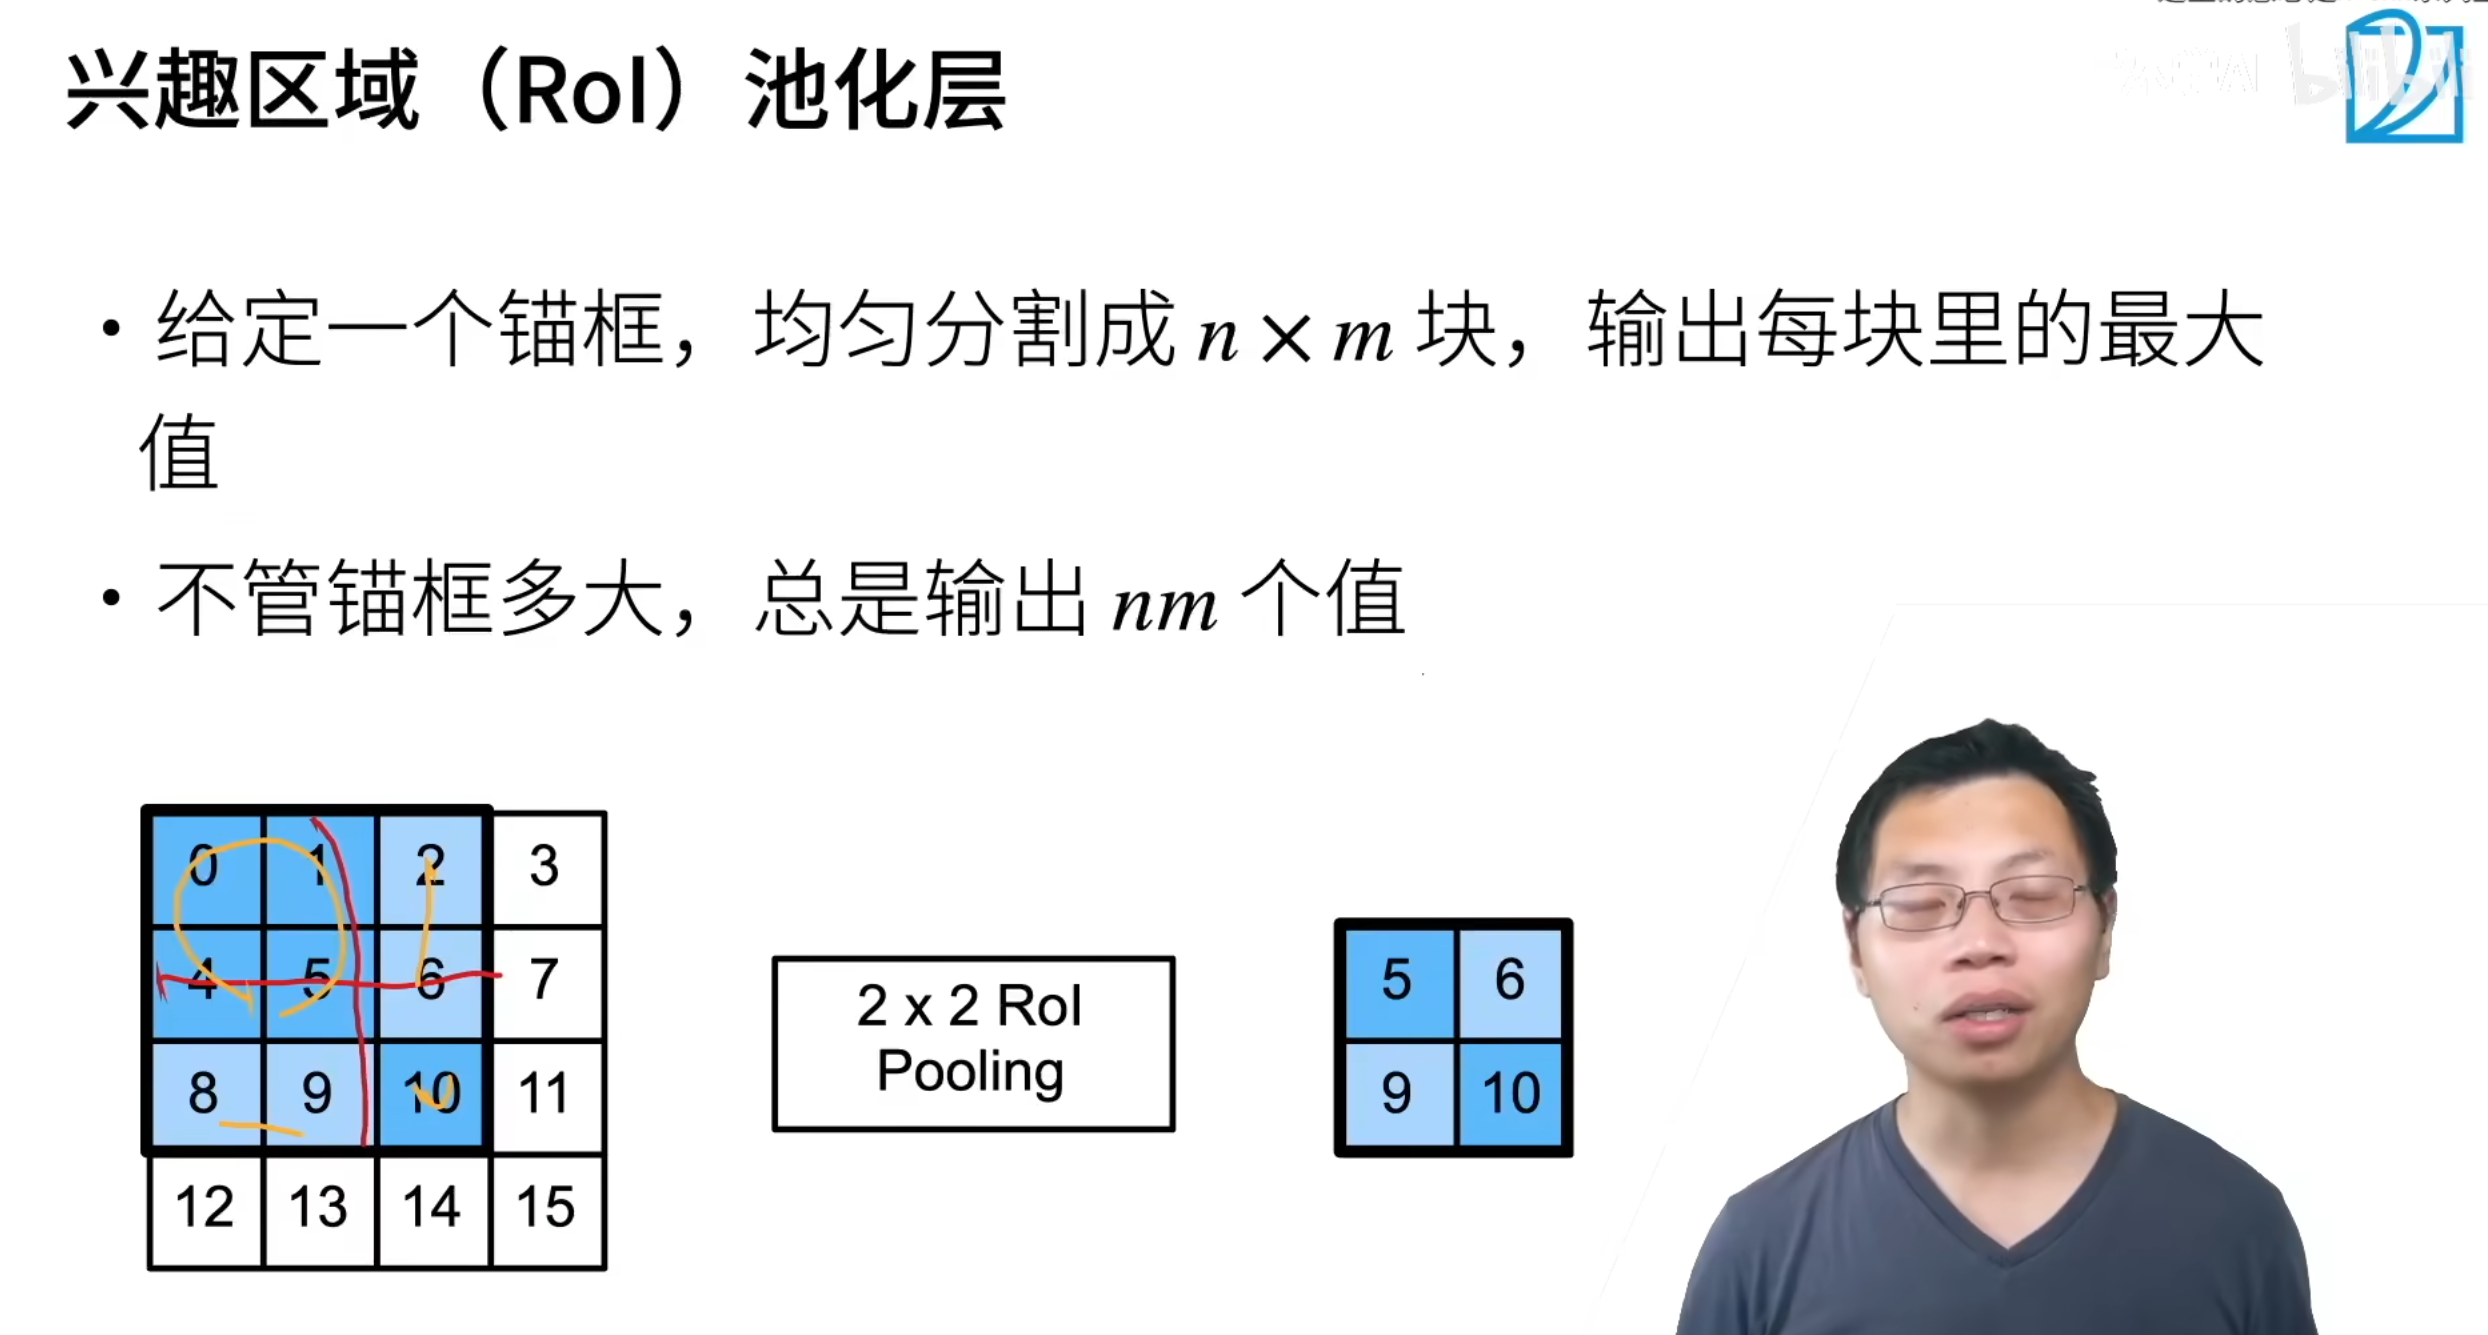 兴趣区域（RoI）池化层
bilibili
• 给定一个锚框，均匀分割成 n × m 块，输出每块里的最大
值
• 不管锚框多大，总是输出 nm 个值
0 1 2 3
4 5 6 7
8 9 10 11
12 13 14 15
2 x 2 RoI
Pooling
5 6
9 10